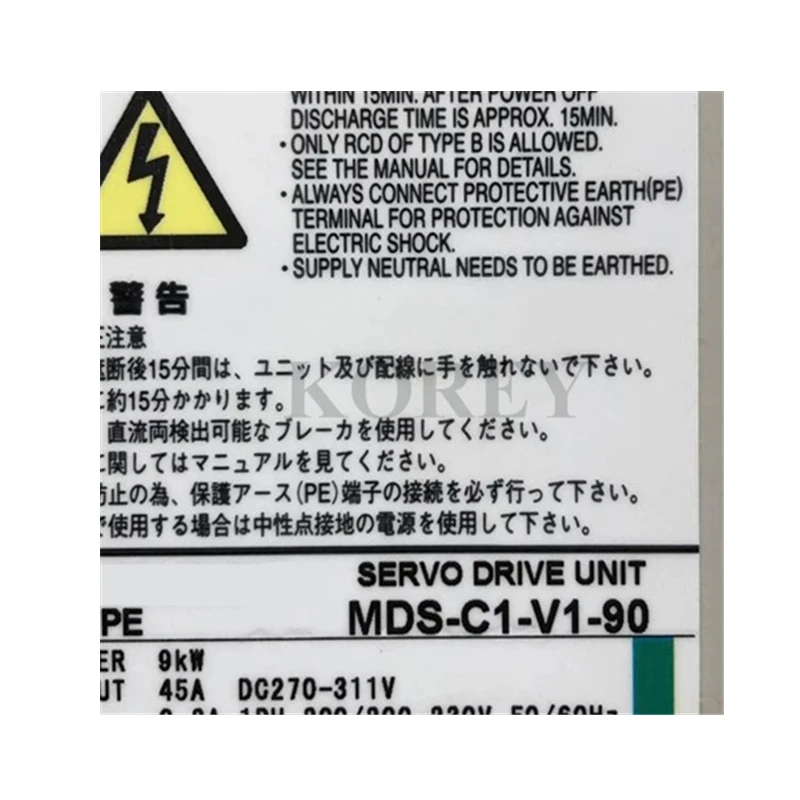 WITHIN 15MIN. AFTER POWER OFF
DISCHARGE TIME IS APPROX. 15MIN.
・ONLY RCD OF TYPE B IS ALLOWED.
SEE THE MANUAL FOR DETAILS.
・ALWAYS CONNECT PROTECTIVE EARTH(PE)
TERMINAL FOR PROTECTION AGAINST
ELECTRIC SHOCK.
・SUPPLY NEUTRAL NEEDS TO BE EARTHED.
警告
注意
断後15分間は、ユニット及び配線に手を触れないで下さい。
に約15分かかります。
直流両検出可能なブレーカを使用してください。
に関してはマニュアルを見てください。
防止の為、保護アース(PE)端子の接続を必ず行って下さい。
で使用する場合は中性点接地の電源を使用して下さい。
KOREY
SERVO DRIVE UNIT
PE MDS-C1-V1-90
ER 9kW
UT 45A DC270-311V